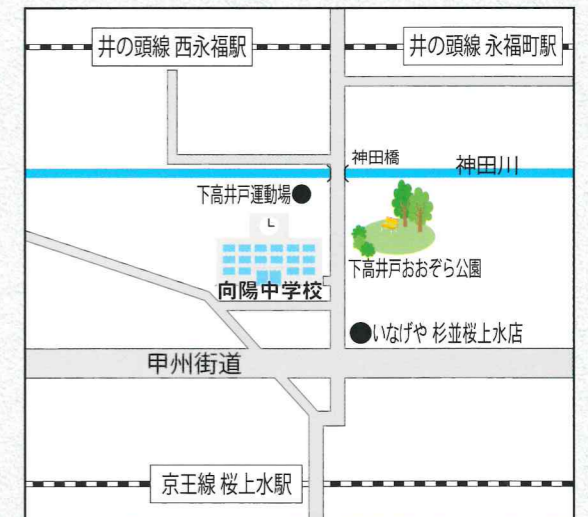 井の頭線 西永福駅
井の頭線 永福町駅
神田橋
神田川
下高井戸運動場
下高井戸おおぞら公園
向陽中学校
いなげや 杉並桜上水店
甲州街道
京王線 桜上水駅